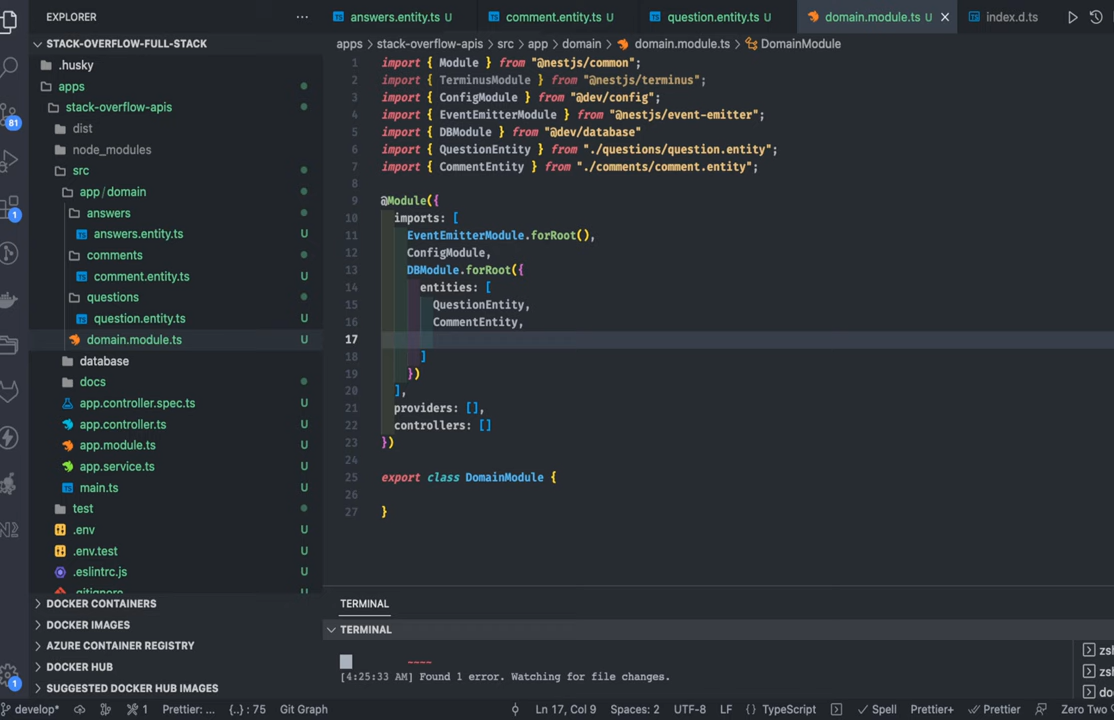 EXPLORER
answers.entity.ts U
comment.entity.ts U
question.entity.ts U
domain.module.ts U
index.d.ts
STACK-OVERFLOW-FULL-STACK
apps > stack-overflow-apis > src > app > domain > domain.module.ts > DomainModule
.husky
apps
stack-overflow-apis
dist
node_modules
src
app / domain
answers
answers.entity.ts U
comments
comment.entity.ts U
questions
question.entity.ts U
domain.module.ts U
database
docs
app.controller.spec.ts U
app.controller.ts U
app.module.ts U
app.service.ts U
main.ts U
test
.env U
.env.test U
.eslintrc.js U
.gitignore
DOCKER CONTAINERS
DOCKER IMAGES
AZURE CONTAINER REGISTRY
DOCKER HUB
SUGGESTED DOCKER HUB IMAGES
81
1
1
1 import { Module } from "@nestjs/common";
2 import { TerminusModule } from "@nestjs/terminus";
3 import { ConfigModule } from "@dev/config";
4 import { EventEmitterModule } from "@nestjs/event-emitter";
5 import { DBModule } from "@dev/database"
6 import { QuestionEntity } from "./questions/question.entity";
7 import { CommentEntity } from "./comments/comment.entity";
8
9 @Module({
10 imports: [
11 EventEmitterModule.forRoot(),
12 ConfigModule,
13 DBModule.forRoot({
14 entities: [
15 QuestionEntity,
16 CommentEntity,
17
18 ]
19 })
20 ],
21 providers: [],
22 controllers: []
23 })
24
25 export class DomainModule {
26
27 }
TERMINAL
TERMINAL
~~~~
[4:25:33 AM] Found 1 error. Watching for file changes.
zsh
zsh
do
develop* 1 Prettier: ... {..} : 75 Git Graph Ln 17, Col 9 Spaces: 2 UTF-8 LF {} TypeScript Spell Prettier+ Prettier Zero Two